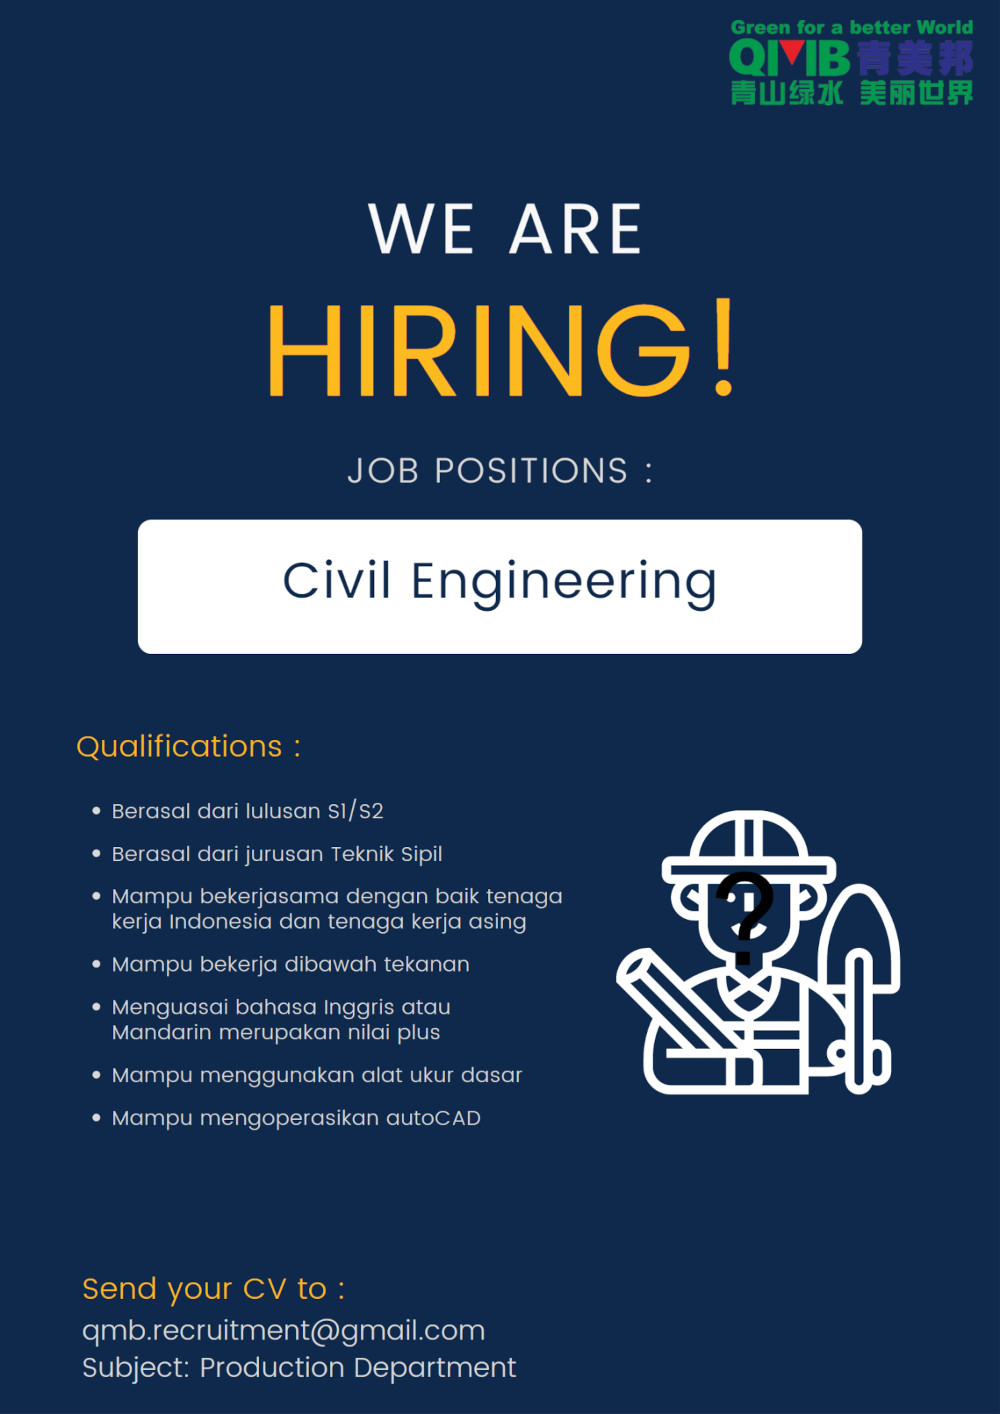 Green for a better World
QMB 青美邦
青山绿水 美丽世界
WE ARE
HIRING!
JOB POSITIONS :
Civil Engineering
Qualifications :
• Berasal dari lulusan S1/S2
• Berasal dari jurusan Teknik Sipil
• Mampu bekerjasama dengan baik tenaga
kerja Indonesia dan tenaga kerja asing
• Mampu bekerja dibawah tekanan
• Menguasai bahasa Inggris atau
Mandarin merupakan nilai plus
• Mampu menggunakan alat ukur dasar
• Mampu mengoperasikan autoCAD
?
Send your CV to :
qmb.recruitment@gmail.com
Subject: Production Department